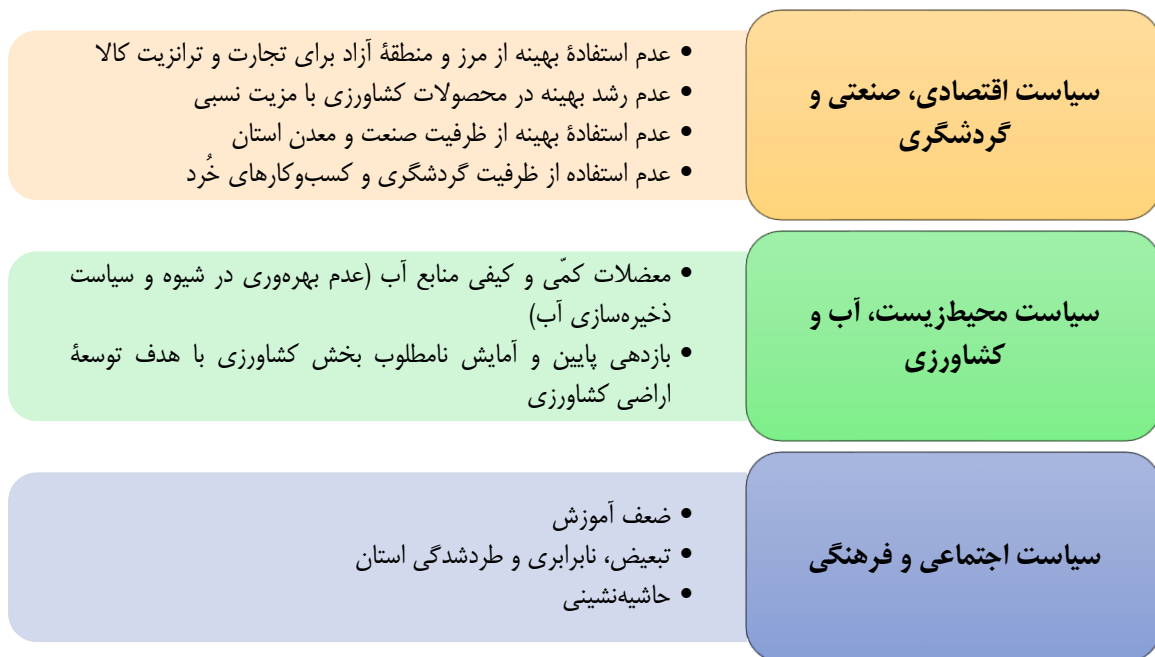 سیاست اقتصادی، صنعتی و
گردشگری
• عدم استفادۀ بهینه از مرز و منطقۀ آزاد برای تجارت و ترانزیت کالا
• عدم رشد بهینه در محصولات کشاورزی با مزیت نسبی
• عدم استفادۀ بهینه از ظرفیت صنعت و معدن استان
• عدم استفاده از ظرفیت گردشگری و کسب‌وکارهای خُرد
سیاست محیط‌زیست، آب و
کشاورزی
• معضلات کمّی و کیفی منابع آب (عدم بهره‌وری در شیوه و سیاست
ذخیره‌سازی آب)
• بازدهی پایین و آمایش نامطلوب بخش کشاورزی با هدف توسعۀ
اراضی کشاورزی
سیاست اجتماعی و فرهنگی
• ضعف آموزش
• تبعیض، نابرابری و طردشدگی استان
• حاشیه‌نشینی